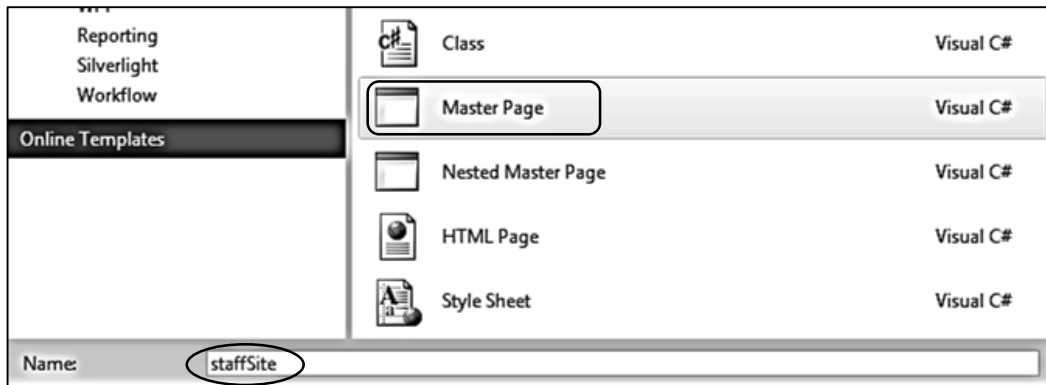 Reporting
Silverlight
Workflow
Online Templates
Class Visual C#
Master Page Visual C#
Nested Master Page Visual C#
HTML Page Visual C#
Style Sheet Visual C#
Name: staffSite